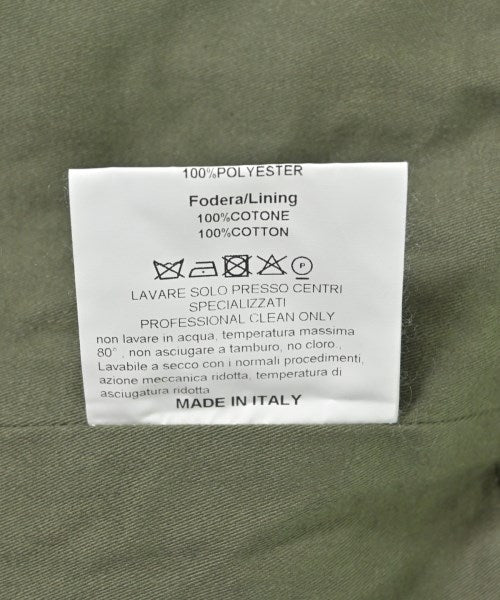 100%POLYESTER
Fodera/Lining
100%COTONE
100%COTTON
P
LAVARE SOLO PRESSO CENTRI
SPECIALIZZATI
PROFESSIONAL CLEAN ONLY
non lavare in acqua, temperatura massima
80° , non asciugare a tamburo, no cloro.,
Lavabile a secco con i normali procedimenti,
azione meccanica ridotta, temperatura di
asciugatura ridotta
MADE IN ITALY